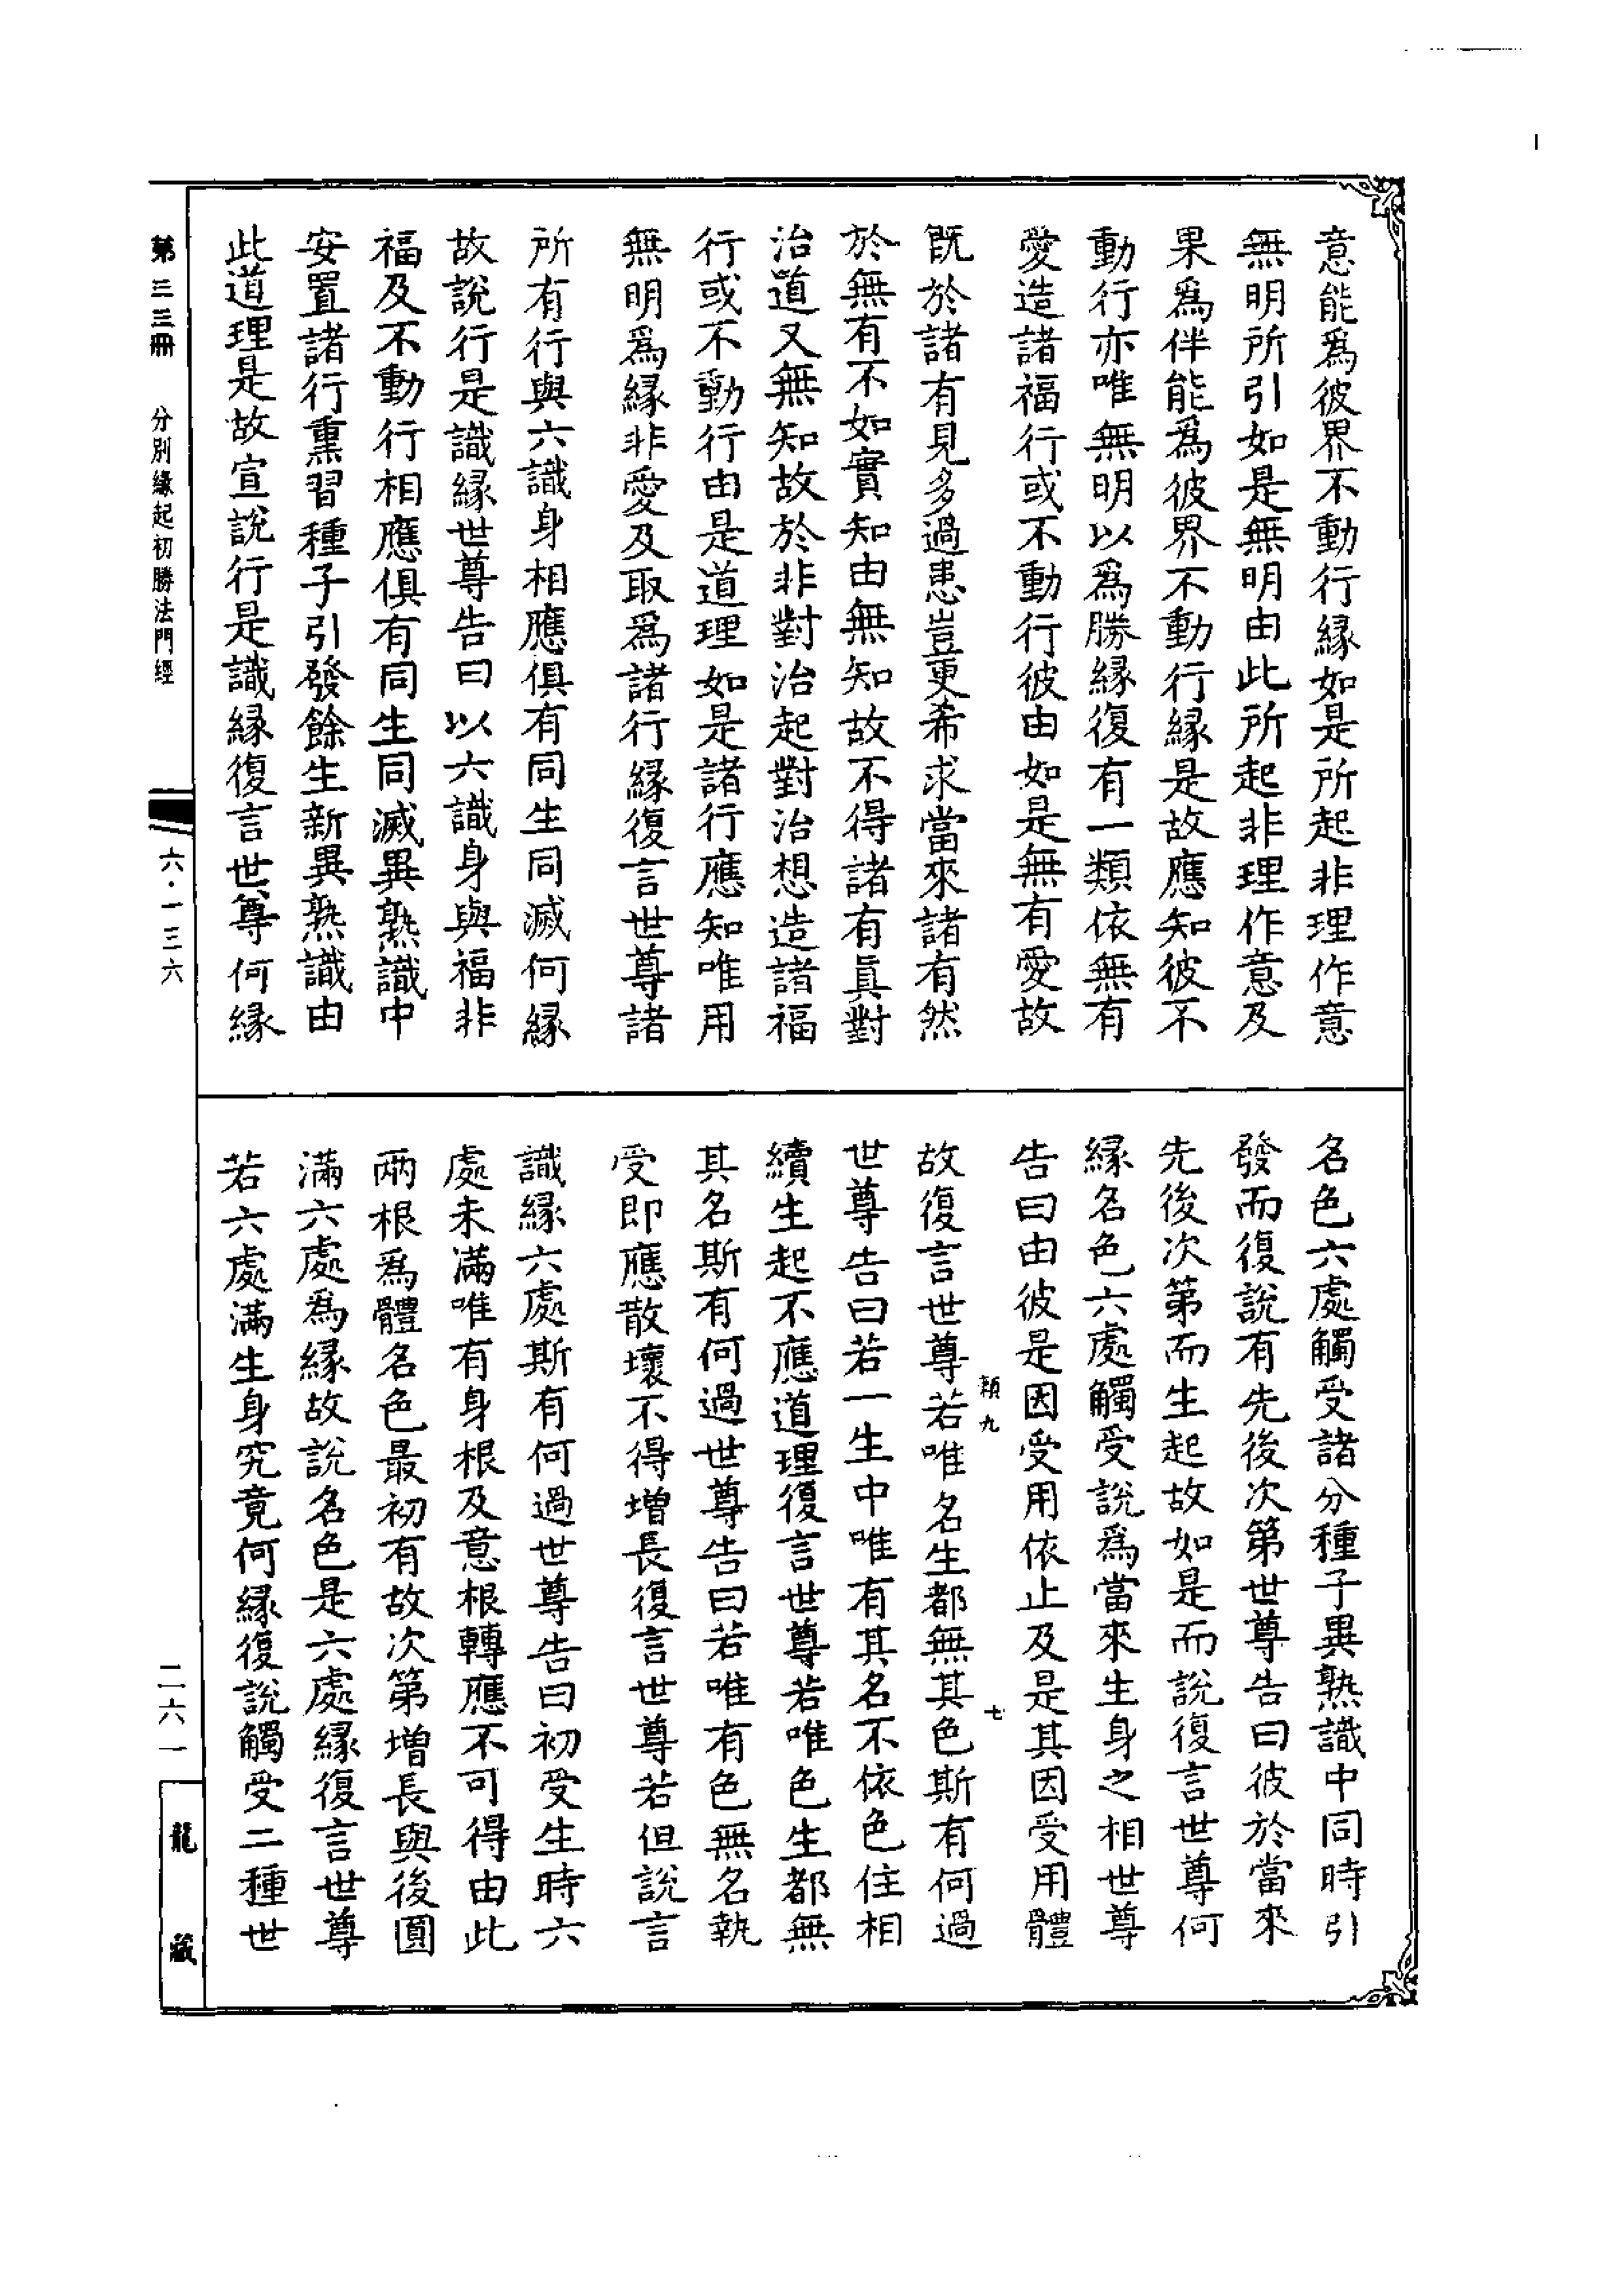 意能爲彼界不動行縁如是所起非理作意
無明所引如是無明由此所起非理作意及
果爲伴能爲彼界不動行縁是故應知彼不
動行亦唯無明以爲勝縁復有一類依無有
愛造諸福行或不動行彼由如是無有愛故
既於諸有見多過患豈更希求當來諸有然
於無有不如實知由無知故不得諸有眞對
治道又無知故於非對治起對治想造諸福
行或不動行由是道理如是諸行應知唯用
無明爲縁非愛及取爲諸行縁復言世尊諸
所有行與六識身相應俱有同生同滅何縁
故説行是識縁世尊告曰以六識身與福非
福及不動行相應俱有同生同滅異熟識中
安置諸行熏習種子引發餘生新異熟識由
此道理是故宣説行是識縁復言世尊何縁
名色六處觸受諸分種子異熟識中同時引
發而復説有先後次第世尊告曰彼於當來
先後次第而生起故如是而説復言世尊何
縁名色六處觸受説爲當來生身之相世尊
告曰由彼是因受用依止及是其因受用體
類九
七
故復言世尊若唯名生都無其色斯有何過
世尊告曰若一生中唯有其名不依色住相
續生起不應道理復言世尊若唯色生都無
其名斯有何過世尊告曰若唯有色無名執
受即應散壞不得增長復言世尊若但説言
識縁六處斯有何過世尊告曰初受生時六
處未滿唯有身根及意根轉應不可得由此
兩根爲體名色最初有故次第增長與後圓
滿六處爲縁故説名色是六處縁復言世尊
若六處滿生身究竟何縁復説觸受二種世
第三三冊
分別緣起初勝法門經
六·一三六
二六一
龍藏